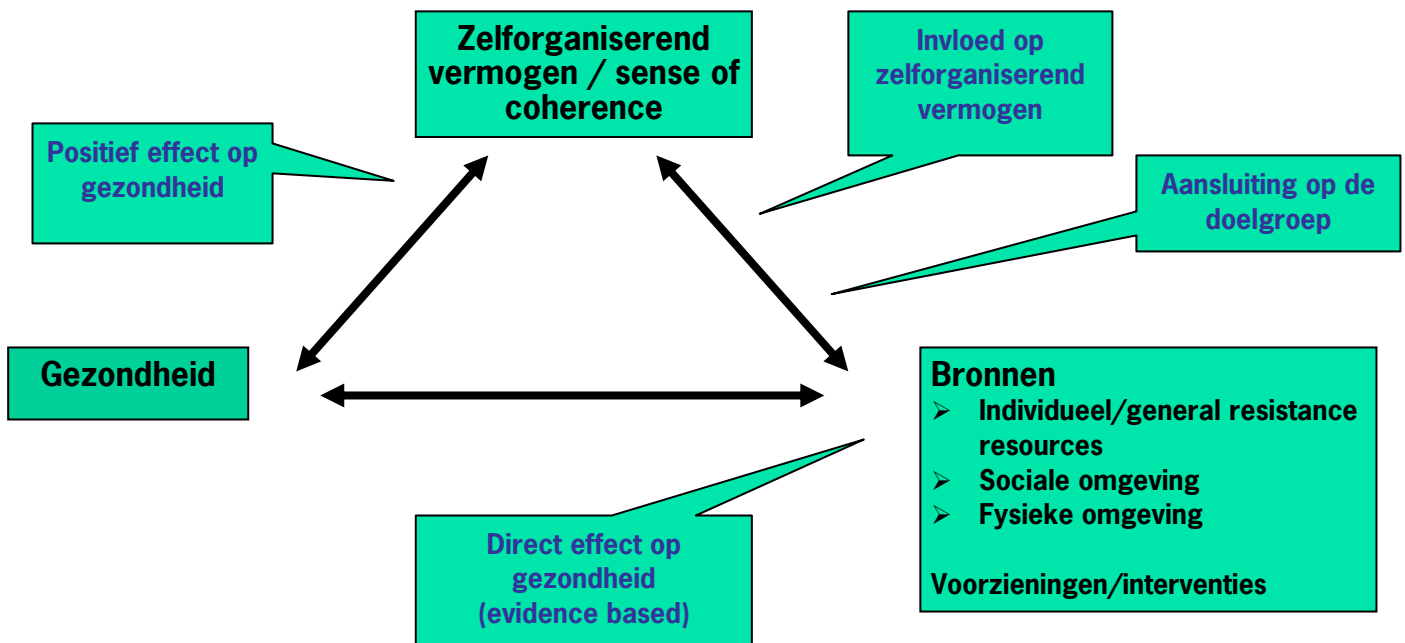 Zelforganiserend
vermogen / sense of
coherence
Invloed op
zelforganiserend
vermogen
Positief effect op
gezondheid
Aansluiting op de
doelgroep
Gezondheid
Bronnen
➢ Individueel/general resistance
resources
➢ Sociale omgeving
➢ Fysieke omgeving
Voorzieningen/interventies
Direct effect op
gezondheid
(evidence based)